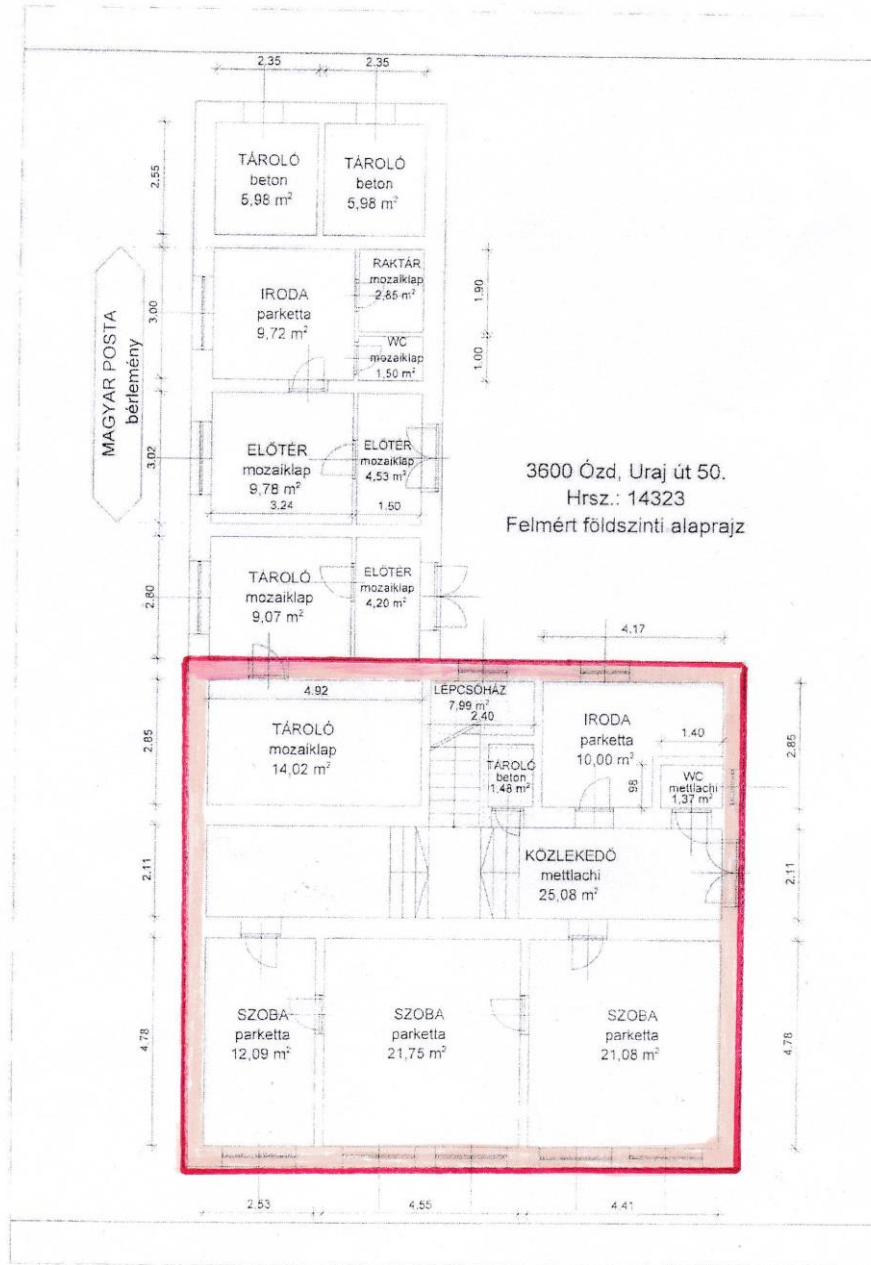 2.35
2.35
2.55
TÁROLÓ
beton
5,98 m²
TÁROLÓ
beton
5,98 m²
MAGYAR POSTA
bérlemény
3.00
IRODA
parketta
9,72 m²
RAKTÁR
mozaiklap
2,85 m²
1.90
WC
mozaiklap
1,50 m²
1.00
3.02
ELŐTÉR
mozaiklap
9,78 m²
3.24
ELŐTÉR
mozaiklap
4,53 m²
1.50
3600 Ózd, Uraj út 50.
Hrsz.: 14323
Felmért földszinti alaprajz
2.80
TÁROLÓ
mozaiklap
9,07 m²
ELŐTÉR
mozaiklap
4,20 m²
4.17
2.85
4.92
TÁROLÓ
mozaiklap
14,02 m²
LÉPCSŐHÁZ
7,99 m²
2.40
TÁROLÓ
beton
1,48 m²
IRODA
parketta
10,00 m²
1.40
98
WC
mettlachi
1,37 m²
2.85
2.11
KÖZLEKEDŐ
mettlachi
25,08 m²
2.11
4.78
SZOBA
parketta
12,09 m²
SZOBA
parketta
21,75 m²
SZOBA
parketta
21,08 m²
4.78
2.53
4.55
4.41